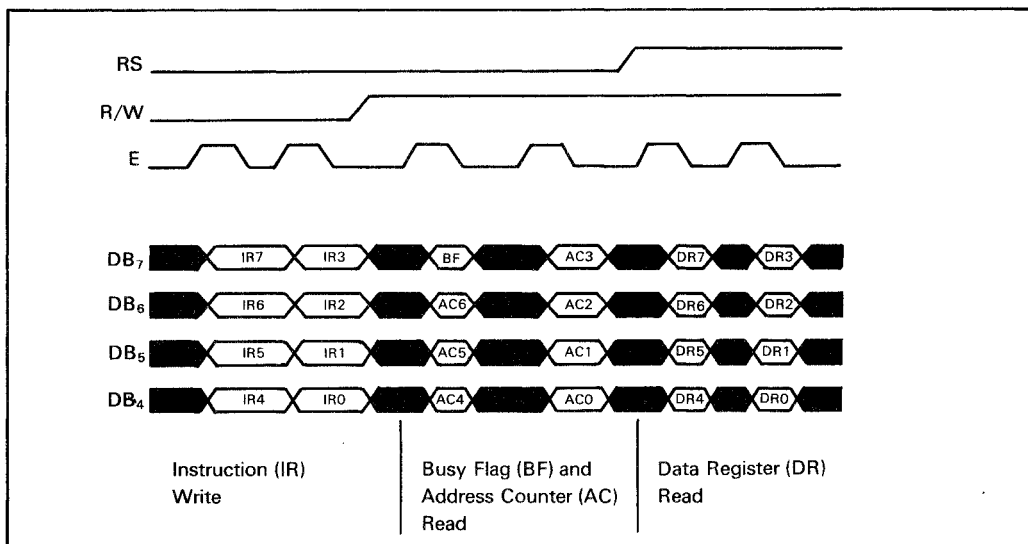 RS
R/W
E
DB7 IR7 IR3 BF AC3 DR7 DR3
DB6 IR6 IR2 AC6 AC2 DR6 DR2
DB5 IR5 IR1 AC5 AC1 DR5 DR1
DB4 IR4 IR0 AC4 AC0 DR4 DR0
Instruction (IR)
Write
Busy Flag (BF) and
Address Counter (AC)
Read
Data Register (DR)
Read